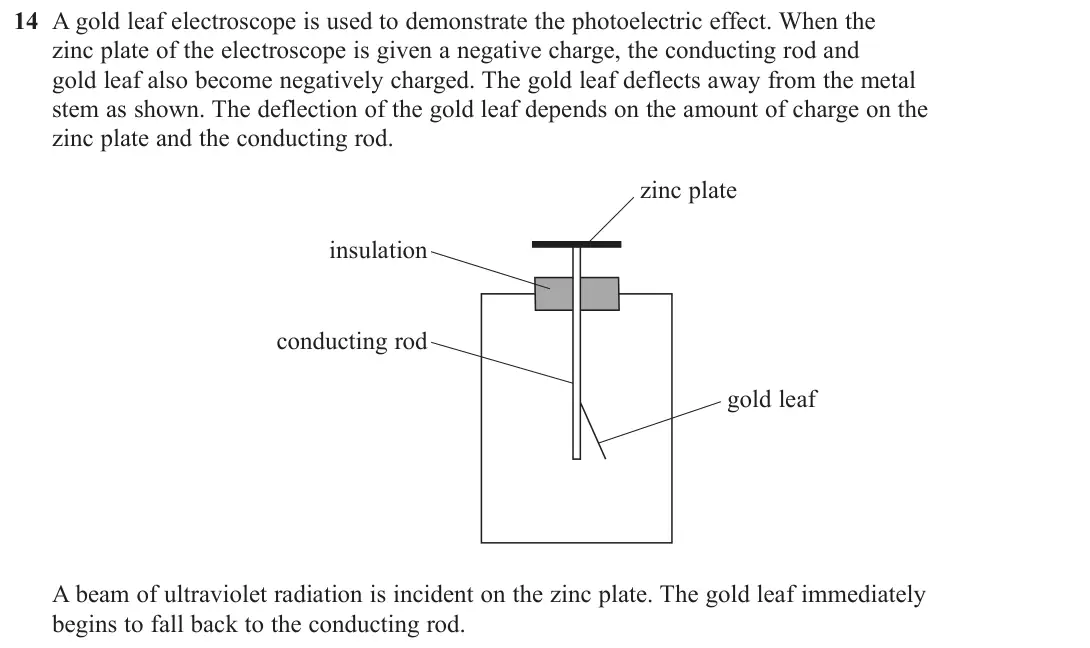 14 A gold leaf electroscope is used to demonstrate the photoelectric effect. When the
zinc plate of the electroscope is given a negative charge, the conducting rod and
gold leaf also become negatively charged. The gold leaf deflects away from the metal
stem as shown. The deflection of the gold leaf depends on the amount of charge on the
zinc plate and the conducting rod.
zinc plate
insulation
conducting rod
gold leaf
A beam of ultraviolet radiation is incident on the zinc plate. The gold leaf immediately
begins to fall back to the conducting rod.